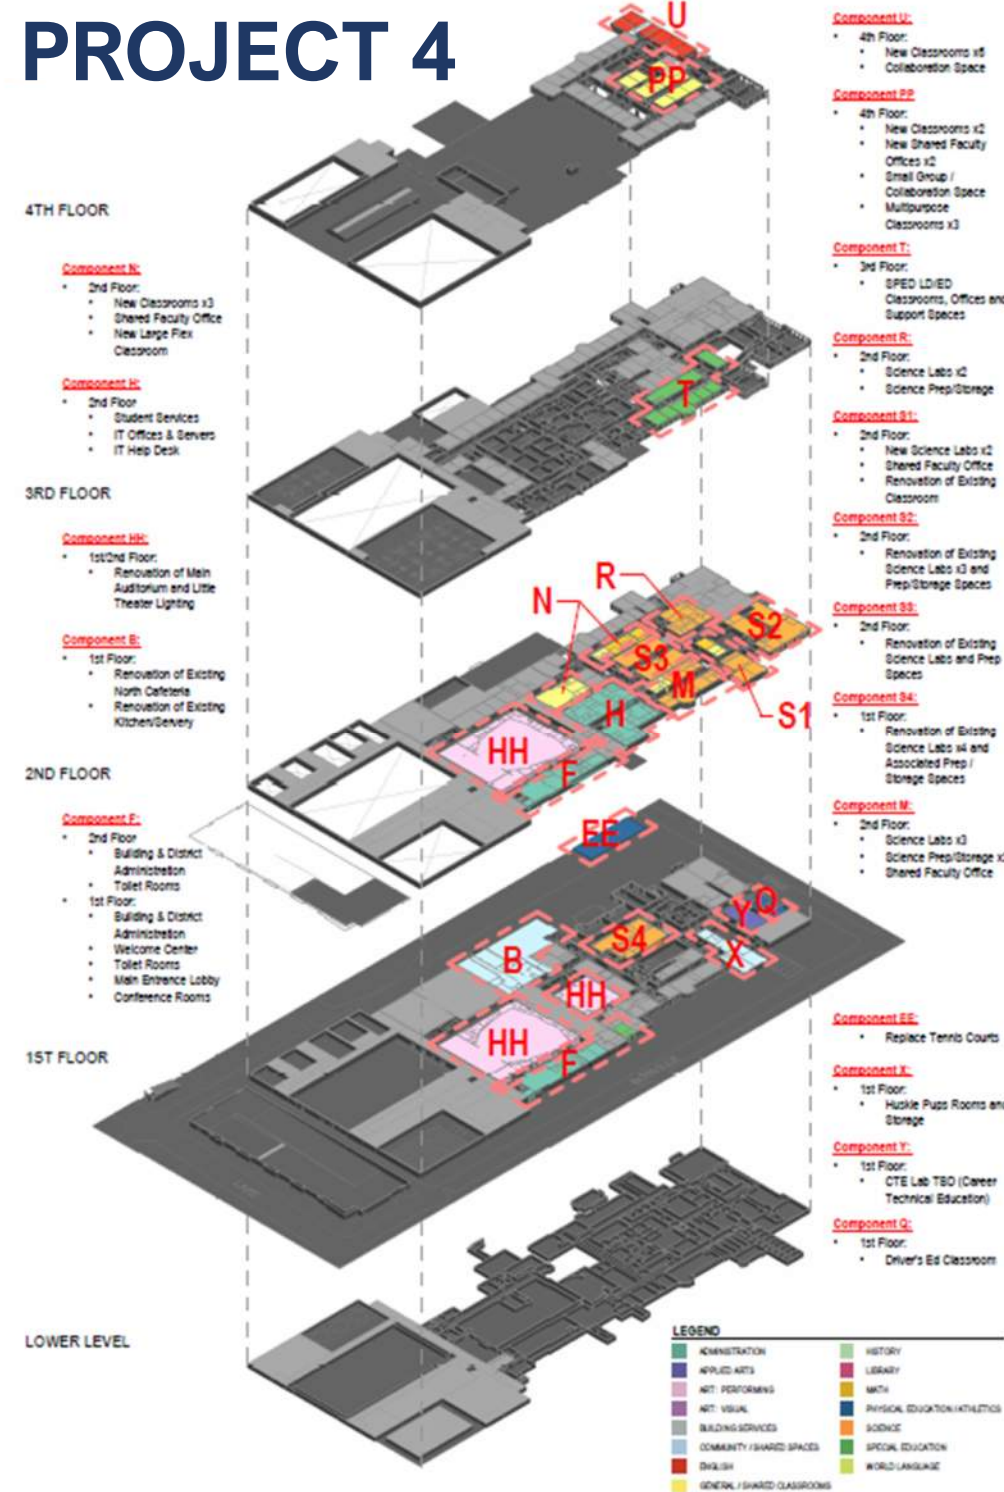 PROJECT 4
U
PP
4TH FLOOR
Component N:
2nd Floor:
New Classrooms x3
Shared Faculty Office
New Large Flex
Classroom
Component H:
2nd Floor
Student Services
IT Offices & Servers
IT Help Desk
3RD FLOOR
T
Component HH:
1st/2nd Floor:
Renovation of Main
Auditorium and Little
Theater Lighting
Component B:
1st Floor:
Renovation of Existing
North Cafeteria
Renovation of Existing
Kitchen/Servery
2ND FLOOR
R
N
S2
S3
M
H
S1
HH
F
Component F:
2nd Floor
Building & District
Administration
Toilet Rooms
1st Floor:
Building & District
Administration
Welcome Center
Toilet Rooms
Main Entrance Lobby
Conference Rooms
1ST FLOOR
EE
Q
Y
S4
X
B
HH
HH
F
LOWER LEVEL
Component U:
4th Floor:
New Classrooms x6
Collaboration Space
Component PP
4th Floor:
New Classrooms x2
New Shared Faculty
Offices x2
Small Group /
Collaboration Space
Multipurpose
Classrooms x3
Component T:
3rd Floor:
SPED LD/ED
Classrooms, Offices and
Support Spaces
Component R:
2nd Floor:
Science Labs x2
Science Prep/Storage
Component S1:
2nd Floor:
New Science Labs x2
Shared Faculty Office
Renovation of Existing
Classroom
Component S2:
2nd Floor:
Renovation of Existing
Science Labs x3 and
Prep/Storage Spaces
Component S3:
2nd Floor:
Renovation of Existing
Science Labs and Prep
Spaces
Component S4:
1st Floor:
Renovation of Existing
Science Labs x4 and
Associated Prep /
Storage Spaces
Component M:
2nd Floor:
Science Labs x3
Science Prep/Storage x2
Shared Faculty Office
Component EE:
Replace Tennis Courts
Component X:
1st Floor:
Huskie Pups Rooms and
Storage
Component Y:
1st Floor:
CTE Lab TBD (Career
Technical Education)
Component Q:
1st Floor:
Driver's Ed Classroom
LEGEND
ADMINISTRATION
APPLIED ARTS
ART: PERFORMING
ART: VISUAL
BUILDING SERVICES
COMMUNITY / SHARED SPACES
ENGLISH
GENERAL / SHARED CLASSROOMS
HISTORY
LIBRARY
MATH
PHYSICAL EDUCATION / ATHLETICS
SCIENCE
SPECIAL EDUCATION
WORLD LANGUAGE